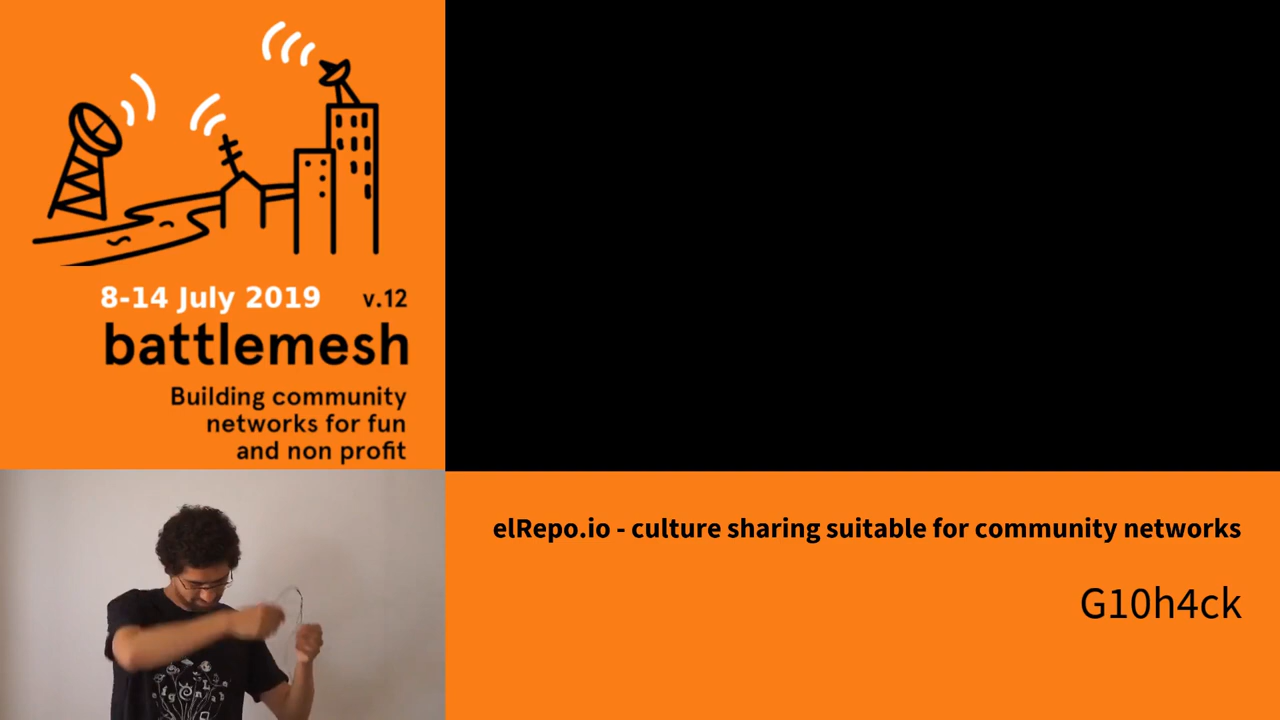 8-14 July 2019 v.12
battlemesh
Building community
networks for fun
and non profit
elRepo.io - culture sharing suitable for community networks
G10h4ck